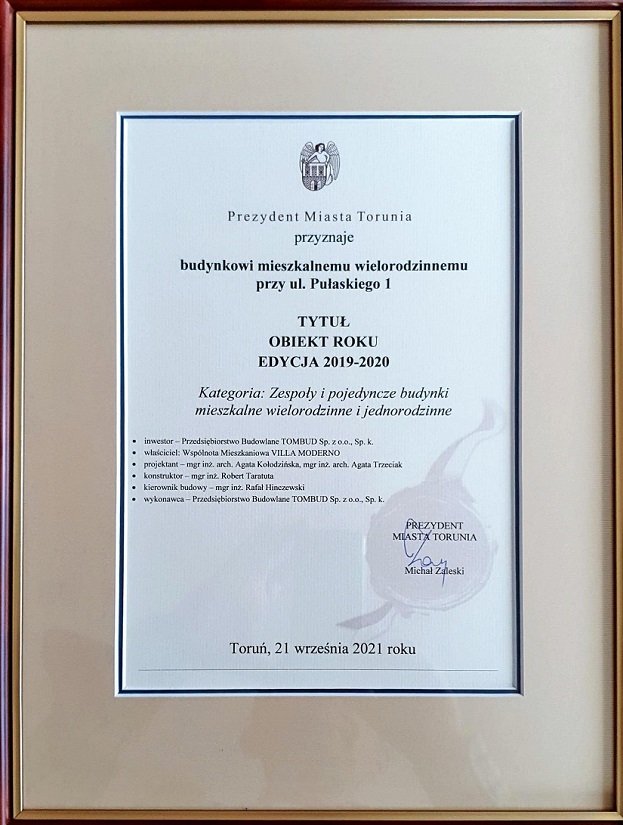 Prezydent Miasta Torunia
przyznaje
budynkowi mieszkalnemu wielorodzinnemu
przy ul. Pułaskiego 1
TYTUŁ
OBIEKT ROKU
EDYCJA 2019-2020
Kategoria: Zespoły i pojedyncze budynki
mieszkalne wielorodzinne i jednorodzinne
• inwestor – Przedsiębiorstwo Budowlane TOMBUD Sp. z o.o., Sp. k.
• właściciel: Wspólnota Mieszkaniowa VILLA MODERNO
• projektant – mgr inż. arch. Agata Kołodzińska, mgr inż. arch. Agata Trzeciak
• konstruktor – mgr inż. Robert Taratuta
• kierownik budowy – mgr inż. Rafał Hinczewski
• wykonawca – Przedsiębiorstwo Budowlane TOMBUD Sp. z o.o., Sp. k.
PREZYDENT
MIASTA TORUNIA
Michał Zaleski
Toruń, 21 września 2021 roku